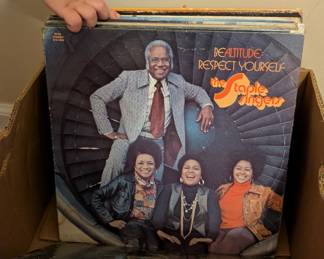 BEALTITUDE:
RESPECT YOURSELF
the
Staple
Singers